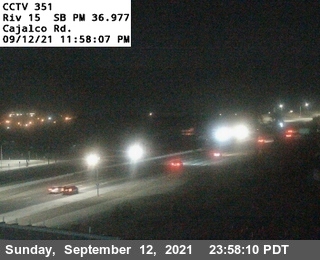 CCTV 351
Riv 15 SB PM 36.977
Cajalco Rd.
09/12/21 11:58:07 PM
Sunday, September 12, 2021 23:58:10 PDT